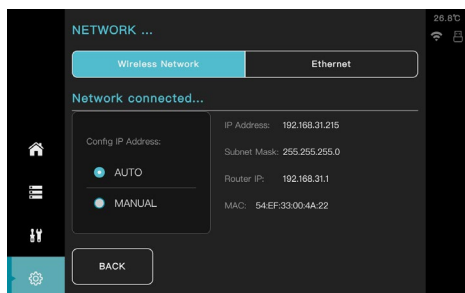 26.8℃
NETWORK ...
Wireless Network
Ethernet
Network connected...
Config IP Address:
AUTO
MANUAL
IP Address: 192.168.31.215
Subnet Mask: 255.255.255.0
Router IP: 192.168.31.1
MAC: 54:EF:33:00:4A:22
BACK